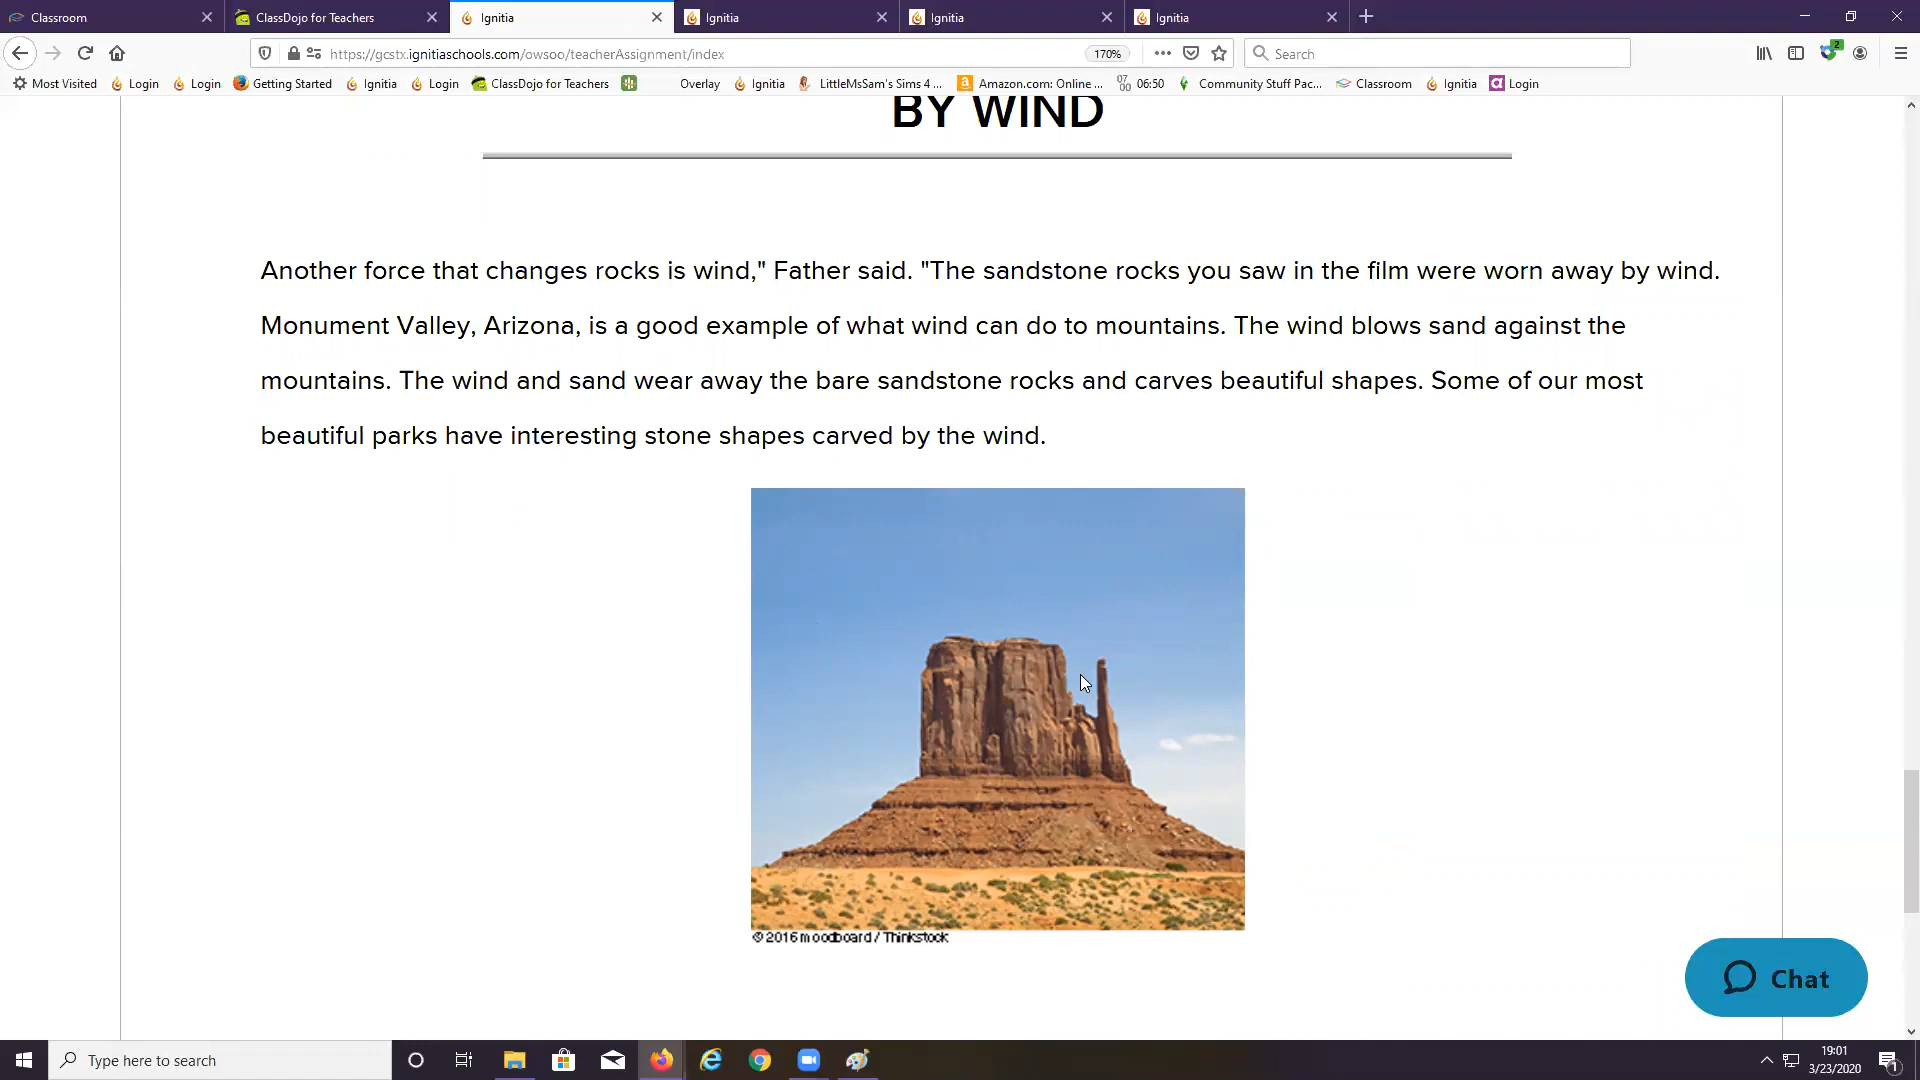 Classroom
ClassDojo for Teachers
Ignitia
Ignitia
Ignitia
Ignitia
https://gcstx.ignitiaschools.com/owsoo/teacherAssignment/index
170%
Search
2
Most Visited
Login
Login
Getting Started
Ignitia
Login
ClassDojo for Teachers
Overlay
Ignitia
LittleMsSam's Sims 4 ...
Amazon.com: Online ...
07 00
06:50
Community Stuff Pac...
Classroom
Ignitia
Login
BY WIND
Another force that changes rocks is wind," Father said. "The sandstone rocks you saw in the film were worn away by wind.
Monument Valley, Arizona, is a good example of what wind can do to mountains. The wind blows sand against the
mountains. The wind and sand wear away the bare sandstone rocks and carves beautiful shapes. Some of our most
beautiful parks have interesting stone shapes carved by the wind.
© 2016 moodboard / Thinkstock
Chat
Type here to search
19:01
3/23/2020
1